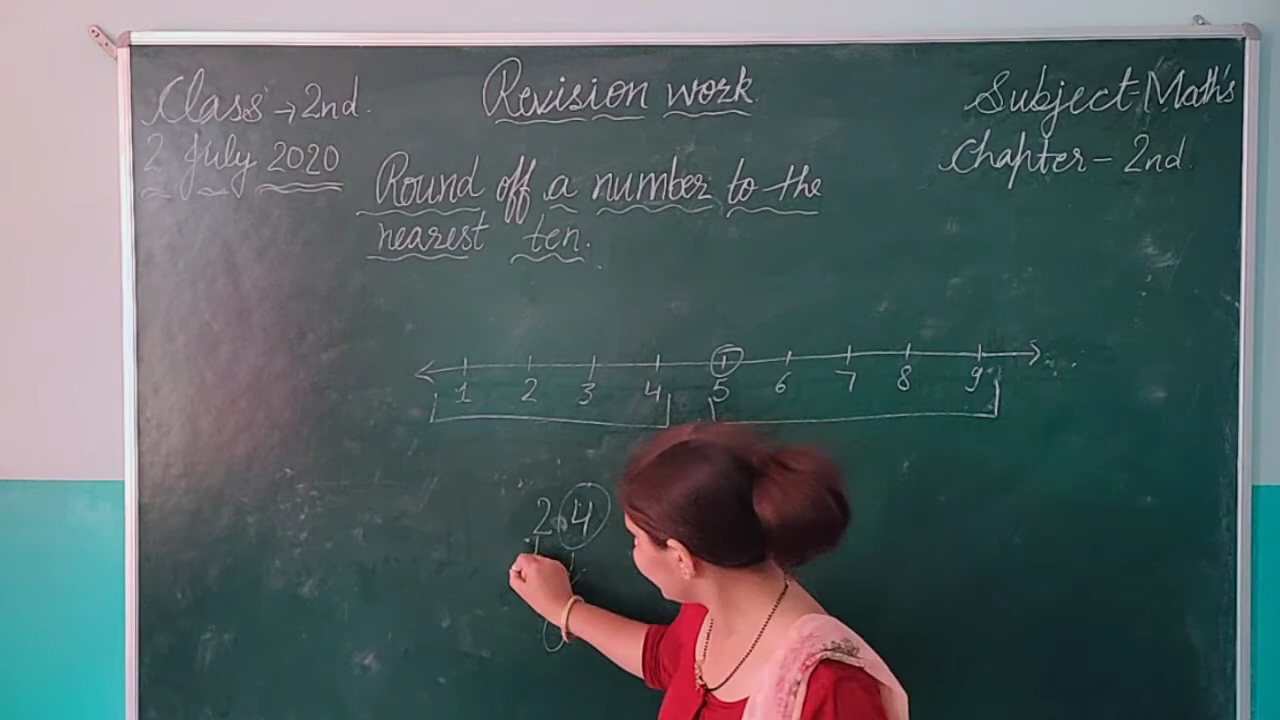 Class → 2nd.
Revision work
Subject Math's
2 July 2020
Chapter - 2nd
Round off a number to the
nearest ten.
1 2 3 4 5 6 7 8 9
24